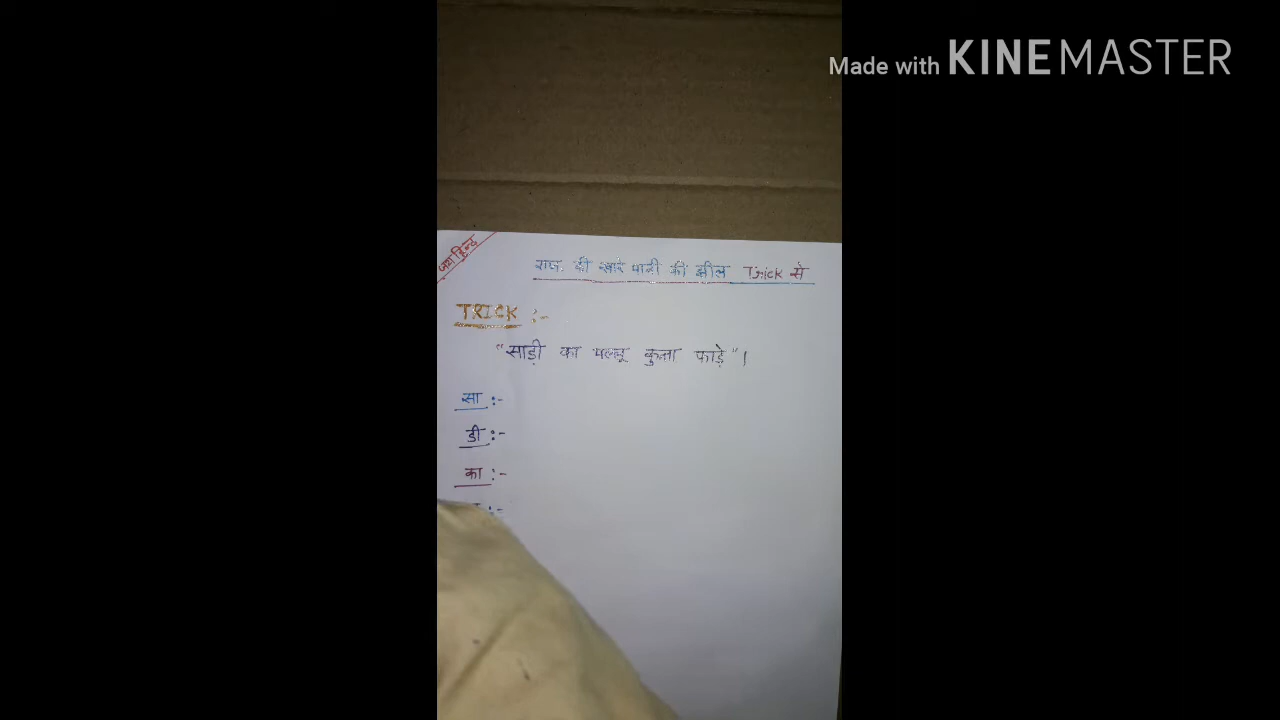 Made with KINEMASTER
जय हिन्द
राज. की खारे पानी की झील Trick से
TRICK :-
"साड़ी का पल्लू कुत्ता फाड़े"।
सा :-
डी :-
का :-
:-